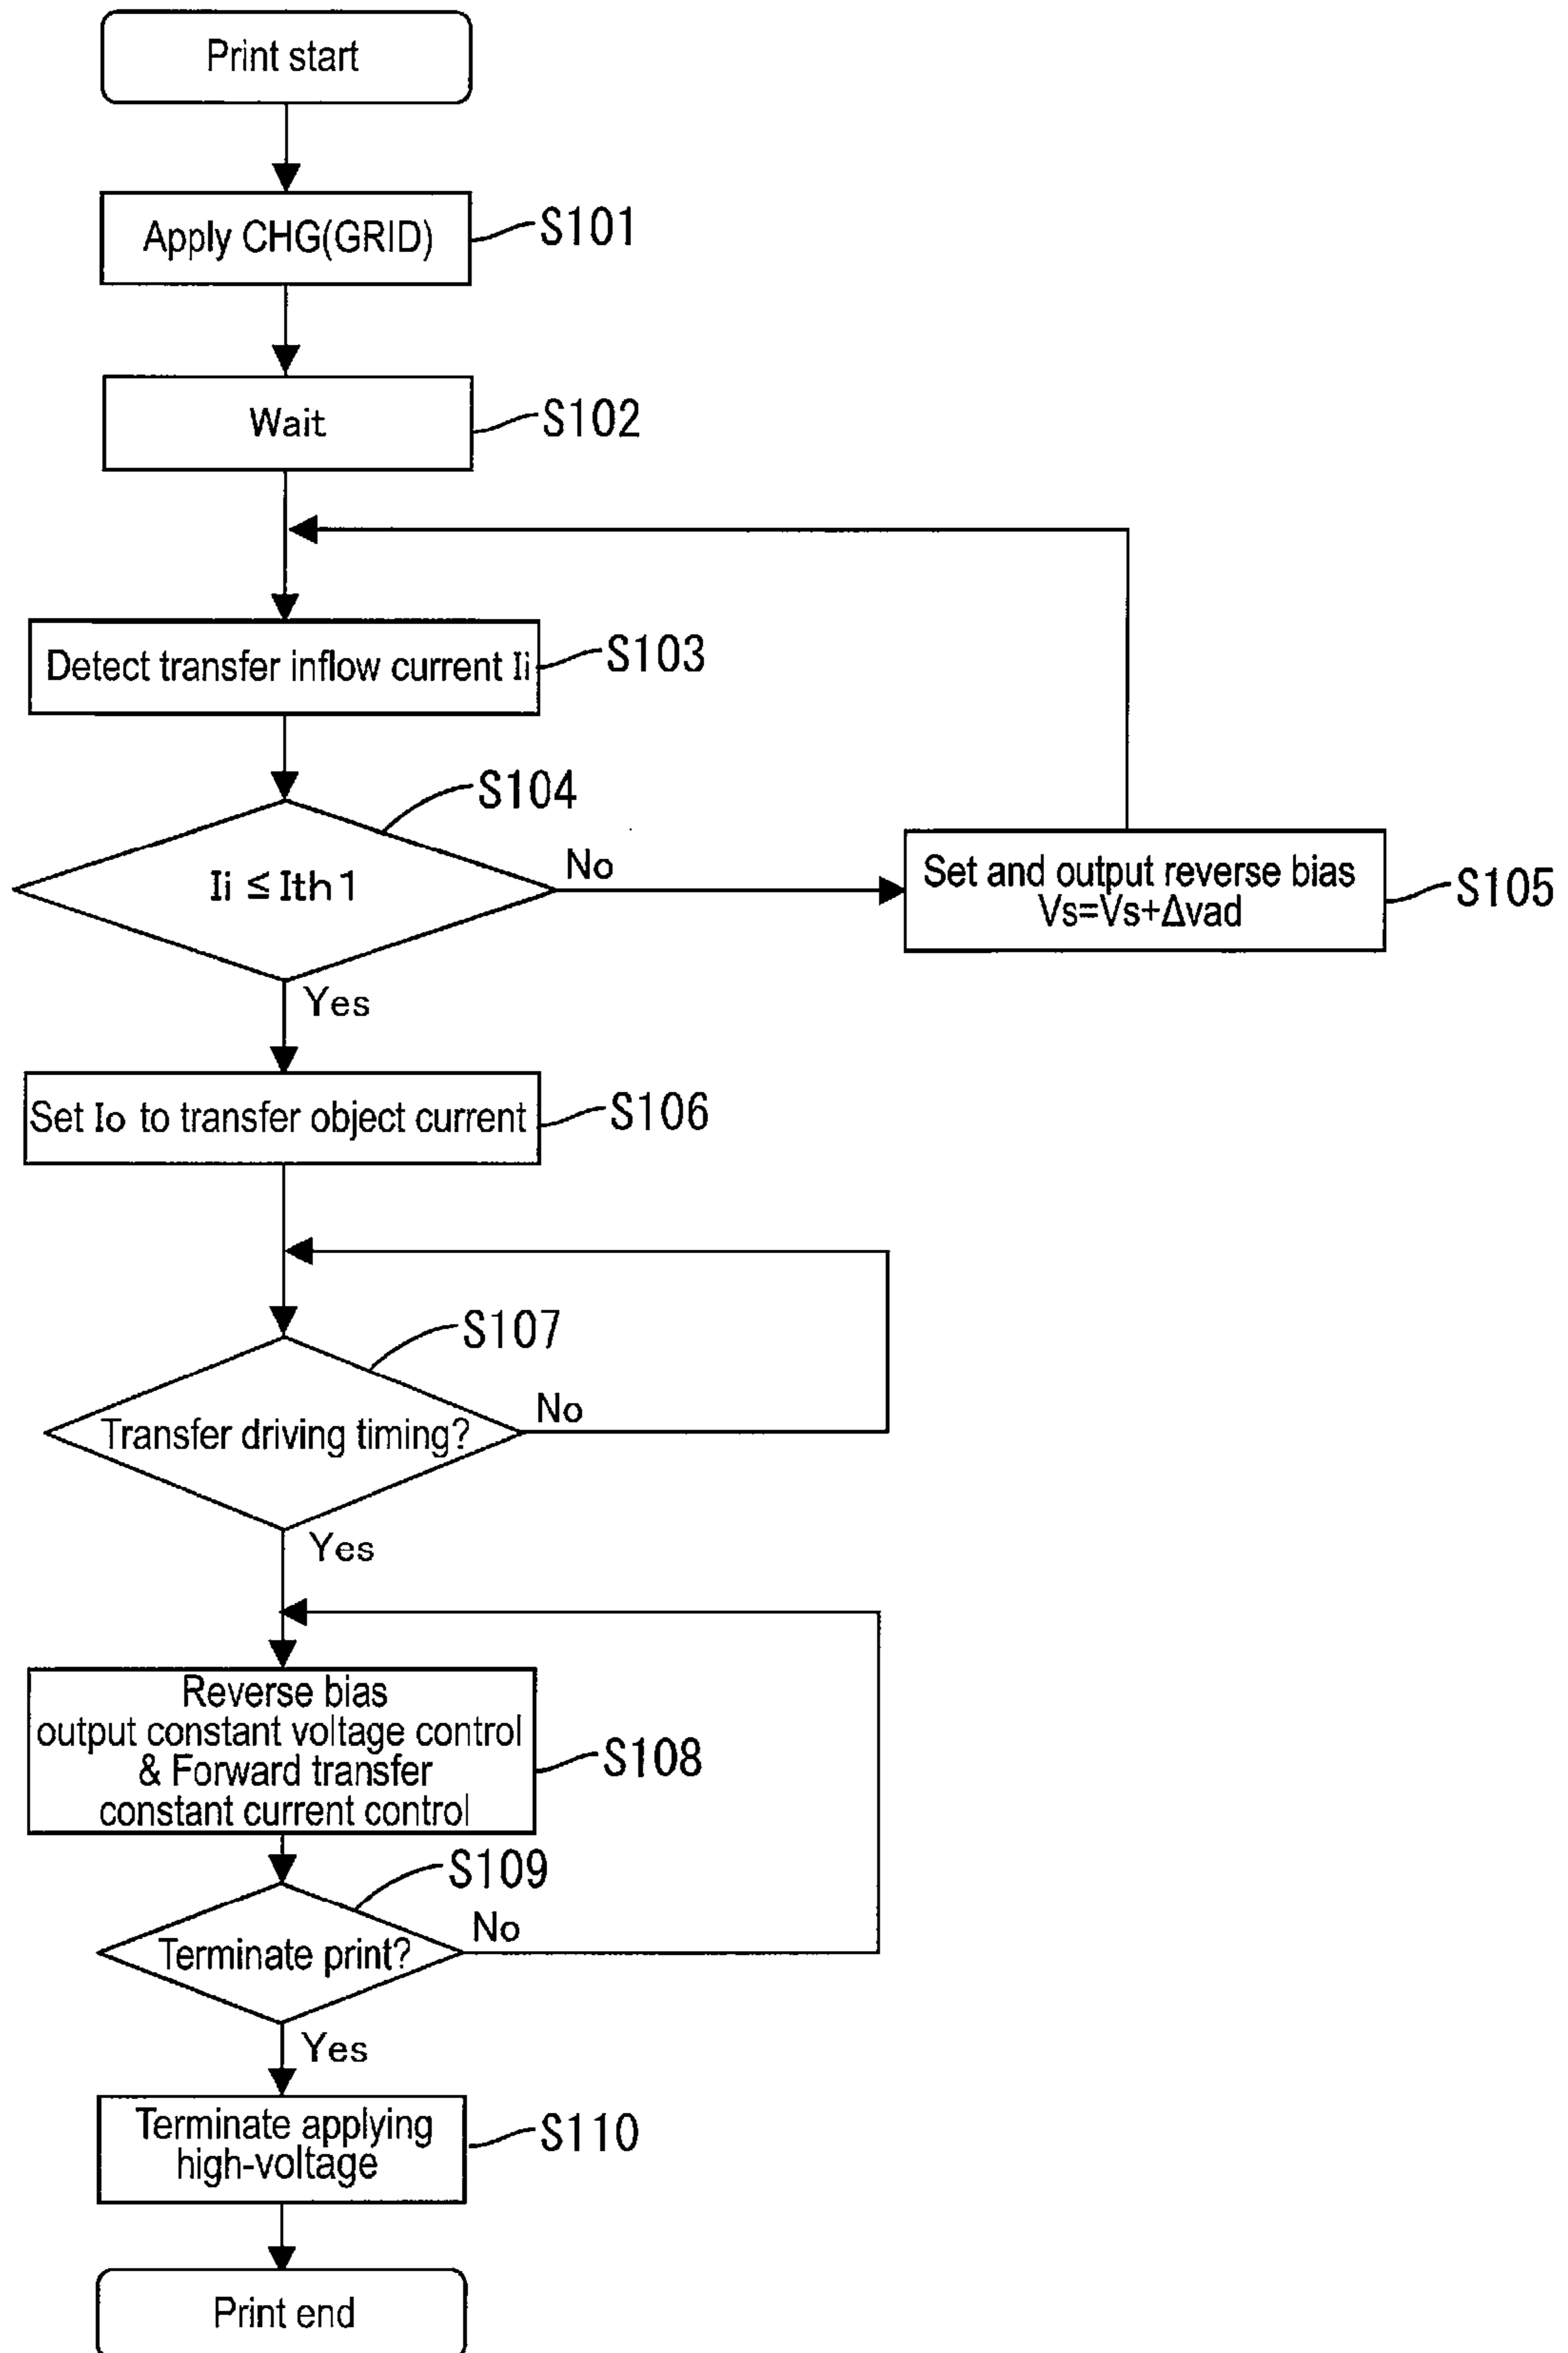 Print start
Apply CHG(GRID)
S101
Wait
S102
Detect transfer inflow current Ii
S103
S104
Ii ≤ Ith1
No
Set and output reverse bias
Vs=Vs+Δvad
S105
Yes
Set Io to transfer object current
S106
S107
Transfer driving timing?
No
Yes
Reverse bias
output constant voltage control
& Forward transfer
constant current control
S108
S109
Terminate print?
No
Yes
Terminate applying
high-voltage
S110
Print end